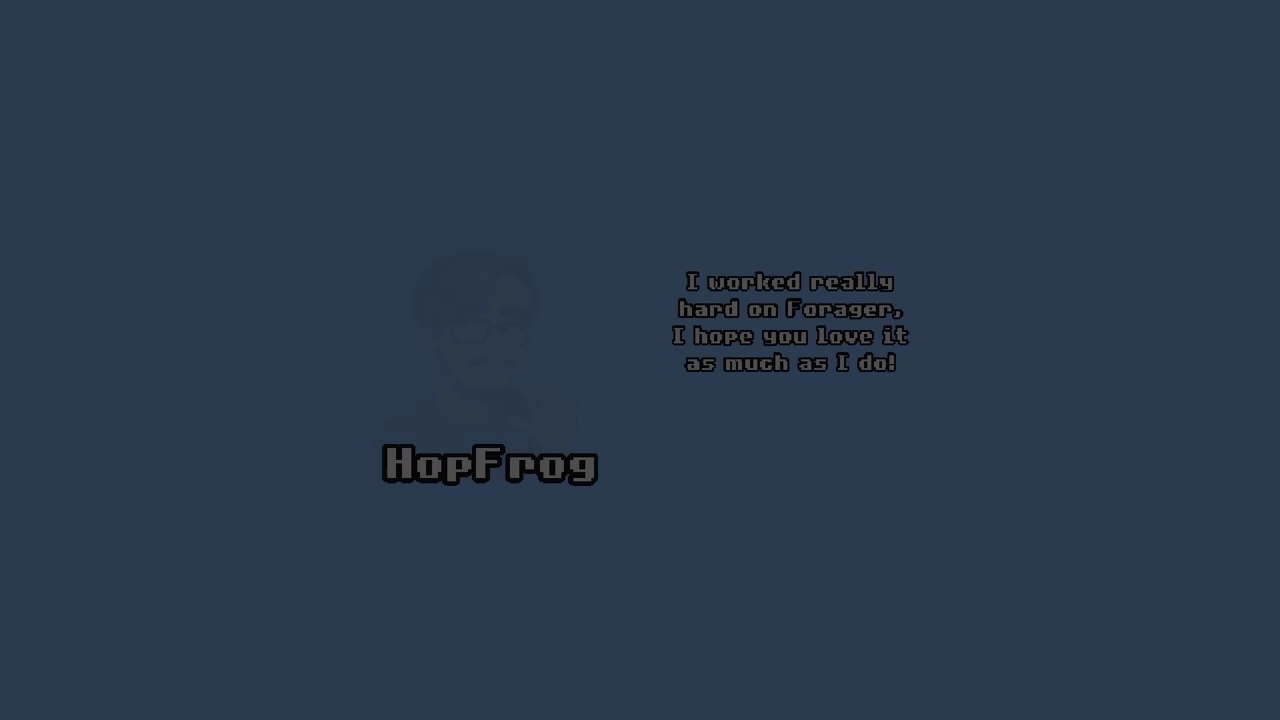 I worked really
hard on Forager,
I hope you love it
as much as I do!
HopFrog